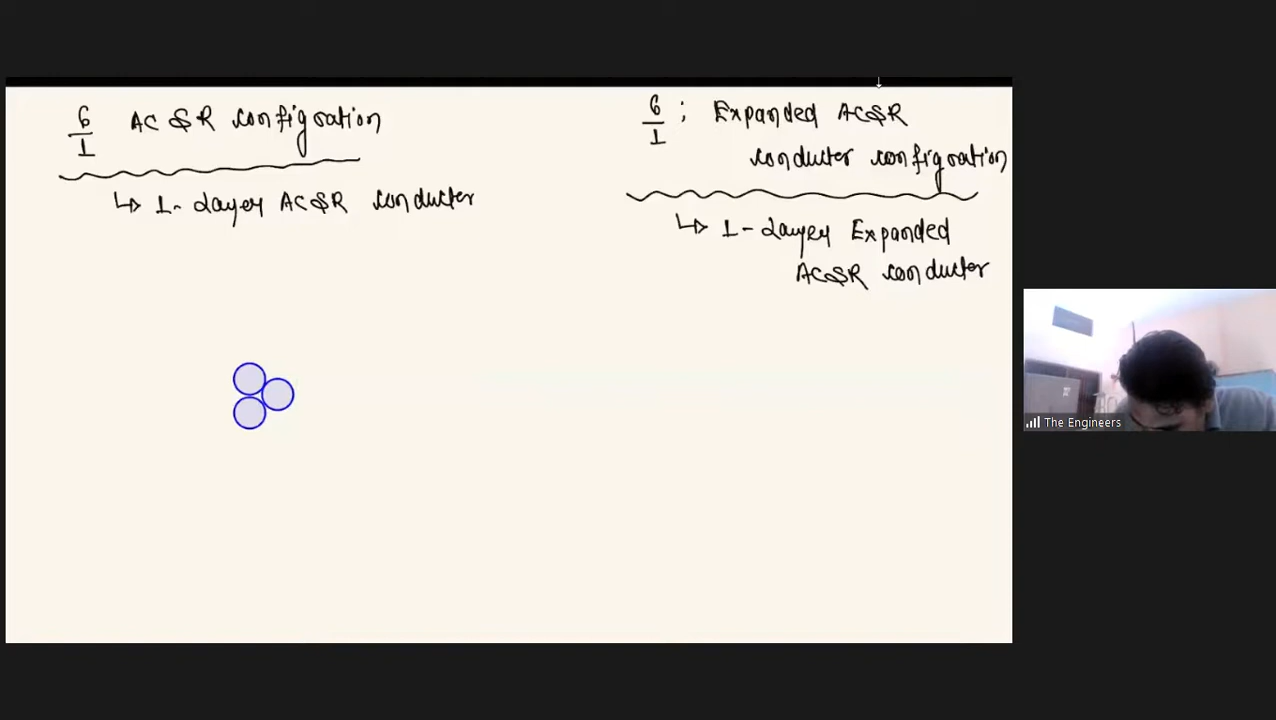 6/1 ACSR configration
↳ 1-Layer ACSR conductor
6/1 ; Expanded ACSR
conductor configration
↳ 1-Layer Expanded
ACSR conductor
The Engineers